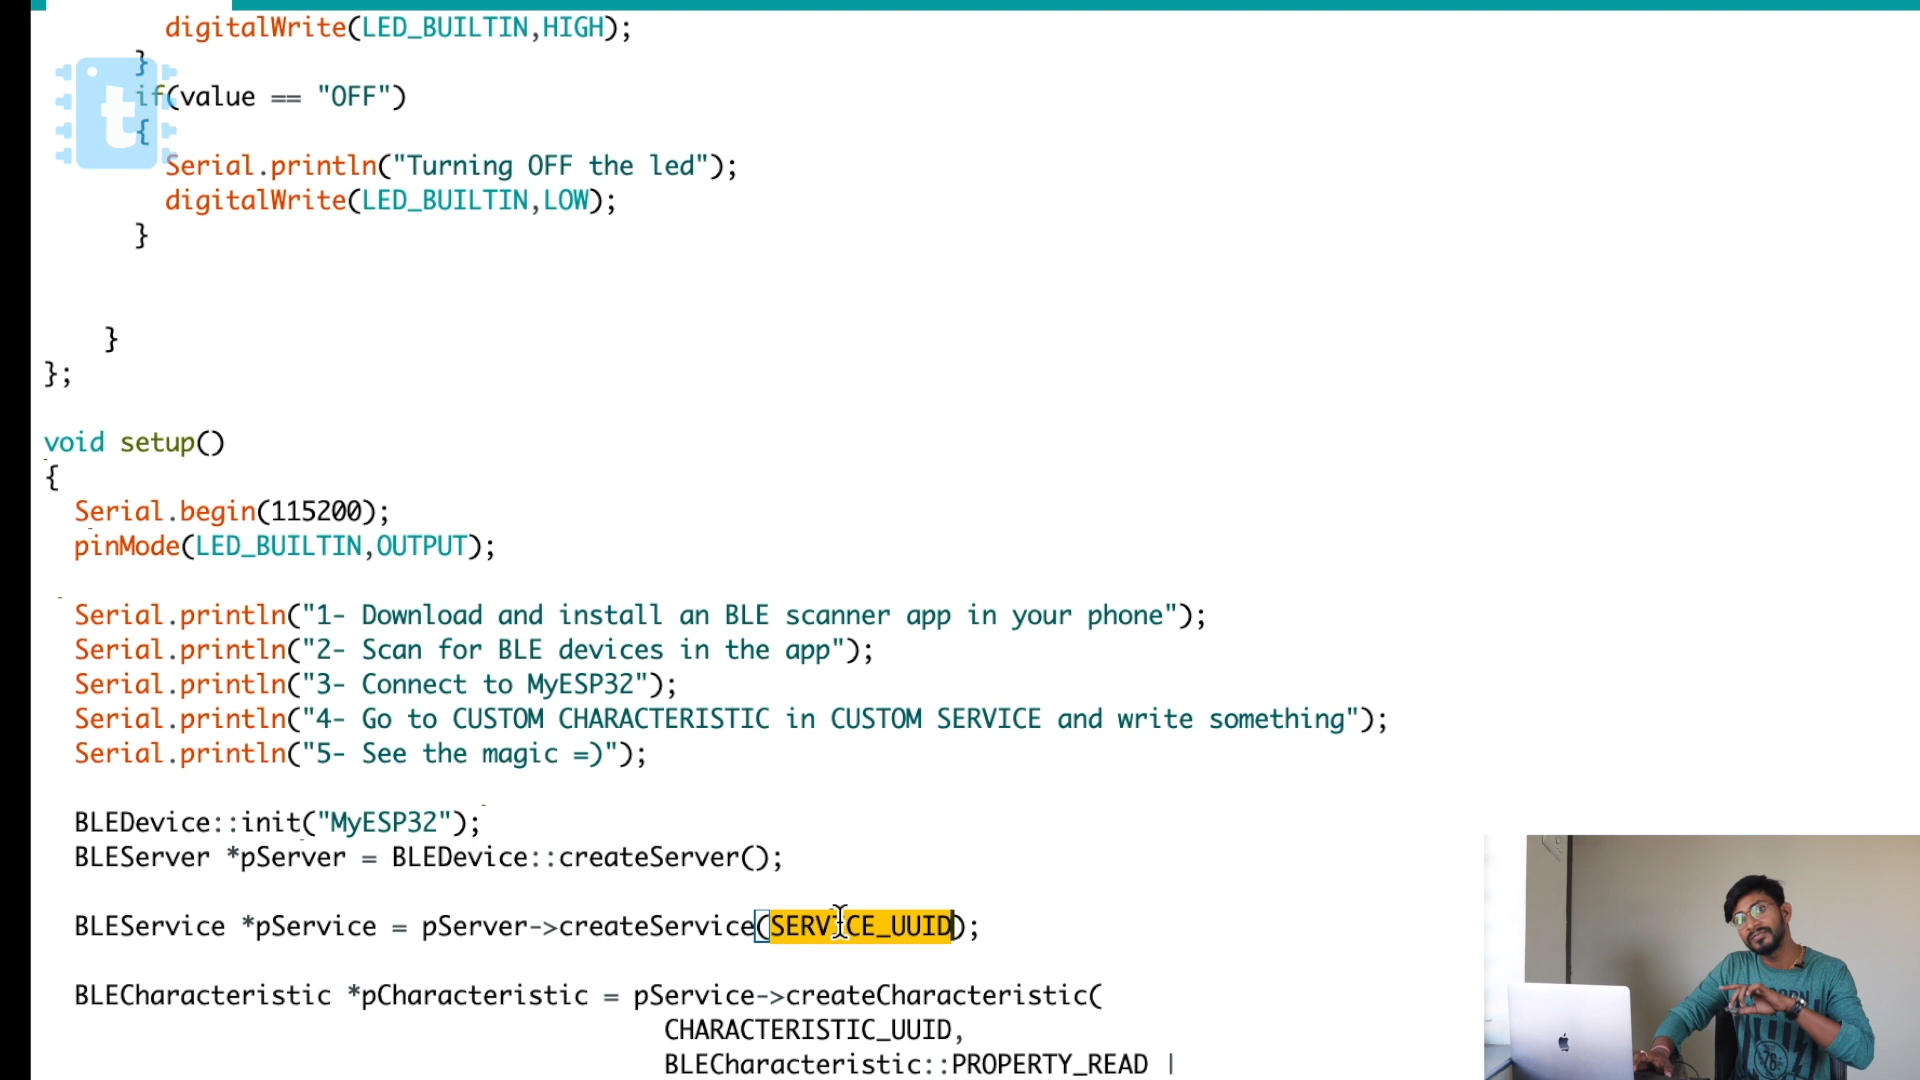 digitalWrite(LED_BUILTIN,HIGH);
}
if(value == "OFF")
{
Serial.println("Turning OFF the led");
digitalWrite(LED_BUILTIN,LOW);
}
}
};
void setup()
{
Serial.begin(115200);
pinMode(LED_BUILTIN,OUTPUT);
Serial.println("1- Download and install an BLE scanner app in your phone");
Serial.println("2- Scan for BLE devices in the app");
Serial.println("3- Connect to MyESP32");
Serial.println("4- Go to CUSTOM CHARACTERISTIC in CUSTOM SERVICE and write something");
Serial.println("5- See the magic =)");
BLEDevice::init("MyESP32");
BLEServer *pServer = BLEDevice::createServer();
BLEService *pService = pServer->createService(SERVICE_UUID);
BLECharacteristic *pCharacteristic = pService->createCharacteristic(
CHARACTERISTIC_UUID,
BLECharacteristic::PROPERTY_READ |
t